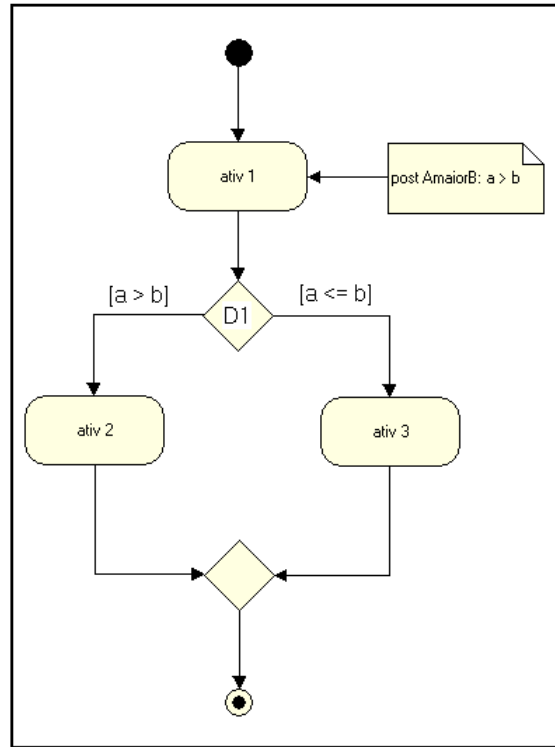 ativ 1
post AmaiorB: a > b
[a > b]
[a <= b]
D1
ativ 2
ativ 3